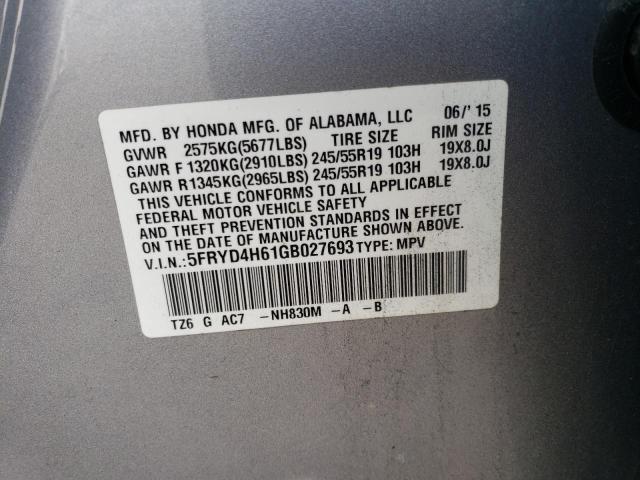 MFD. BY HONDA MFG. OF ALABAMA, LLC 06/'15
GVWR 2575KG(5677LBS) TIRE SIZE RIM SIZE
GAWR F 1320KG(2910LBS) 245/55R19 103H 19X8.0J
GAWR R1345KG(2965LBS) 245/55R19 103H 19X8.0J
THIS VEHICLE CONFORMS TO ALL APPLICABLE
FEDERAL MOTOR VEHICLE SAFETY
AND THEFT PREVENTION STANDARDS IN EFFECT
ON THE DATE OF MANUFACTURE SHOWN ABOVE.
V.I.N.: 5FRYD4H61GB027693 TYPE: MPV
TZ6 G AC7 -NH830M -A -B